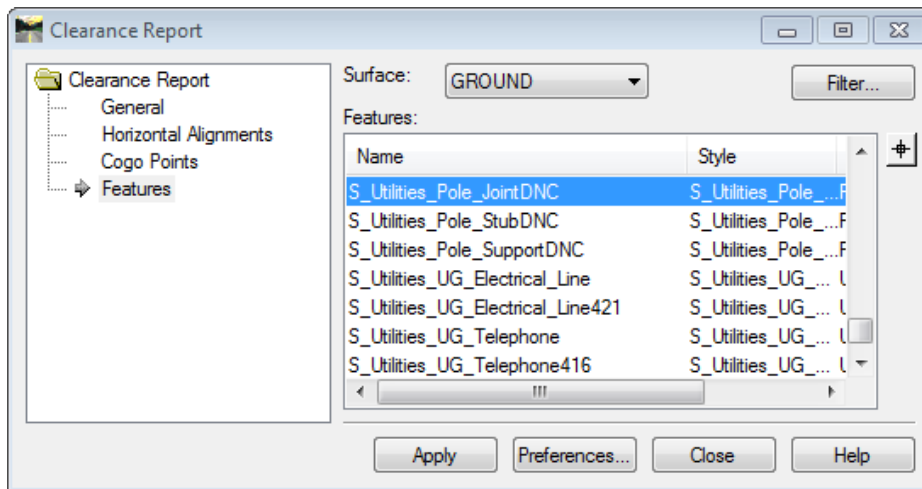 Clearance Report
Clearance Report
General
Horizontal Alignments
Cogo Points
Features
Surface: GROUND Filter...
Features:
Name Style
S_Utilities_Pole_JointDNC S_Utilities_Pole_...F
S_Utilities_Pole_StubDNC S_Utilities_Pole_...F
S_Utilities_Pole_SupportDNC S_Utilities_Pole_...F
S_Utilities_UG_Electrical_Line S_Utilities_UG_...
S_Utilities_UG_Electrical_Line421 S_Utilities_UG_...
S_Utilities_UG_Telephone S_Utilities_UG_...
S_Utilities_UG_Telephone416 S_Utilities_UG_...
Apply Preferences... Close Help